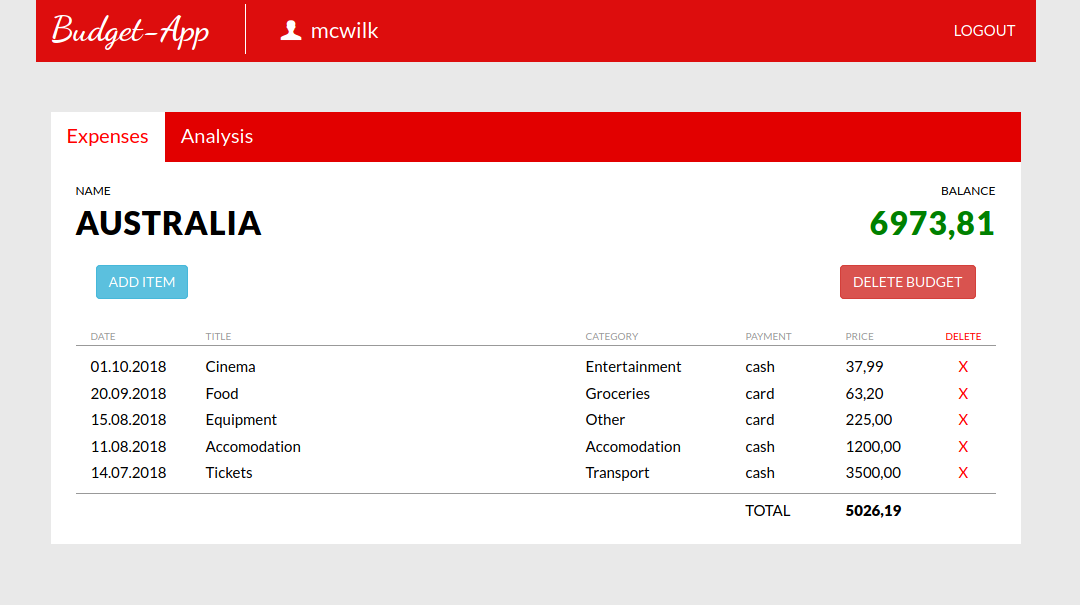 Budget-App mcwilk LOGOUT
Expenses Analysis
NAME BALANCE
AUSTRALIA 6973,81
ADD ITEM DELETE BUDGET
DATE TITLE CATEGORY PAYMENT PRICE DELETE
01.10.2018 Cinema Entertainment cash 37,99 X
20.09.2018 Food Groceries card 63,20 X
15.08.2018 Equipment Other card 225,00 X
11.08.2018 Accomodation Accomodation cash 1200,00 X
14.07.2018 Tickets Transport cash 3500,00 X
TOTAL 5026,19